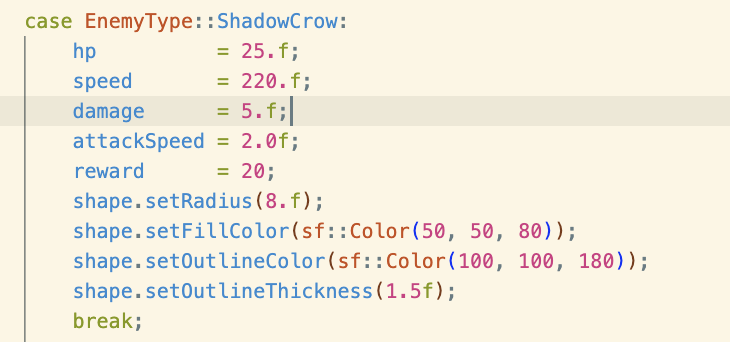 case EnemyType::ShadowCrow:
    hp          = 25.f;
    speed       = 220.f;
    damage      = 5.f;
    attackSpeed = 2.0f;
    reward      = 20;
    shape.setRadius(8.f);
    shape.setFillColor(sf::Color(50, 50, 80));
    shape.setOutlineColor(sf::Color(100, 100, 180));
    shape.setOutlineThickness(1.5f);
    break;